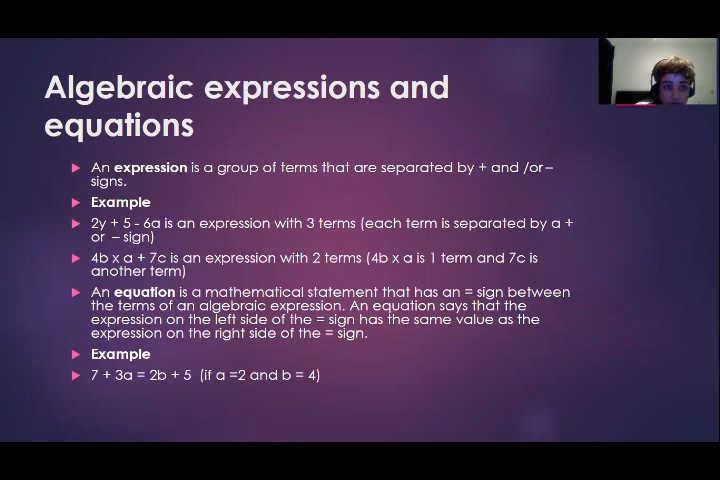 Algebraic expressions and
equations
An expression is a group of terms that are separated by + and /or –
signs.
Example
2y + 5 - 6a is an expression with 3 terms (each term is separated by a +
or – sign)
4b x a + 7c is an expression with 2 terms (4b x a is 1 term and 7c is
another term)
An equation is a mathematical statement that has an = sign between
the terms of an algebraic expression. An equation says that the
expression on the left side of the = sign has the same value as the
expression on the right side of the = sign.
Example
7 + 3a = 2b + 5 (if a =2 and b = 4)